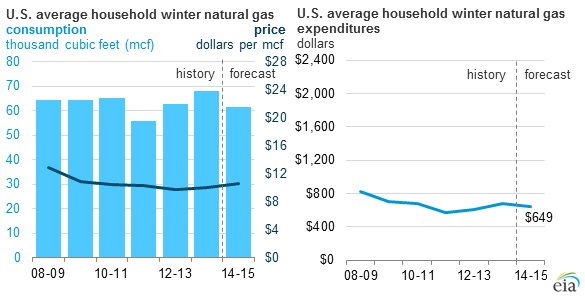 U.S. average household winter natural gas
consumption price
thousand cubic feet (mcf) dollars per mcf
80 $28
history forecast
70 $24
60 $20
50
$16
40
$12
30
20 $8
10 $4
0 $0
08-09 10-11 12-13 14-15
U.S. average household winter natural gas
expenditures
dollars
$2,400
history forecast
$2,000
$1,600
$1,200
$800
$400
$649
$0
08-09 10-11 12-13 14-15
eia